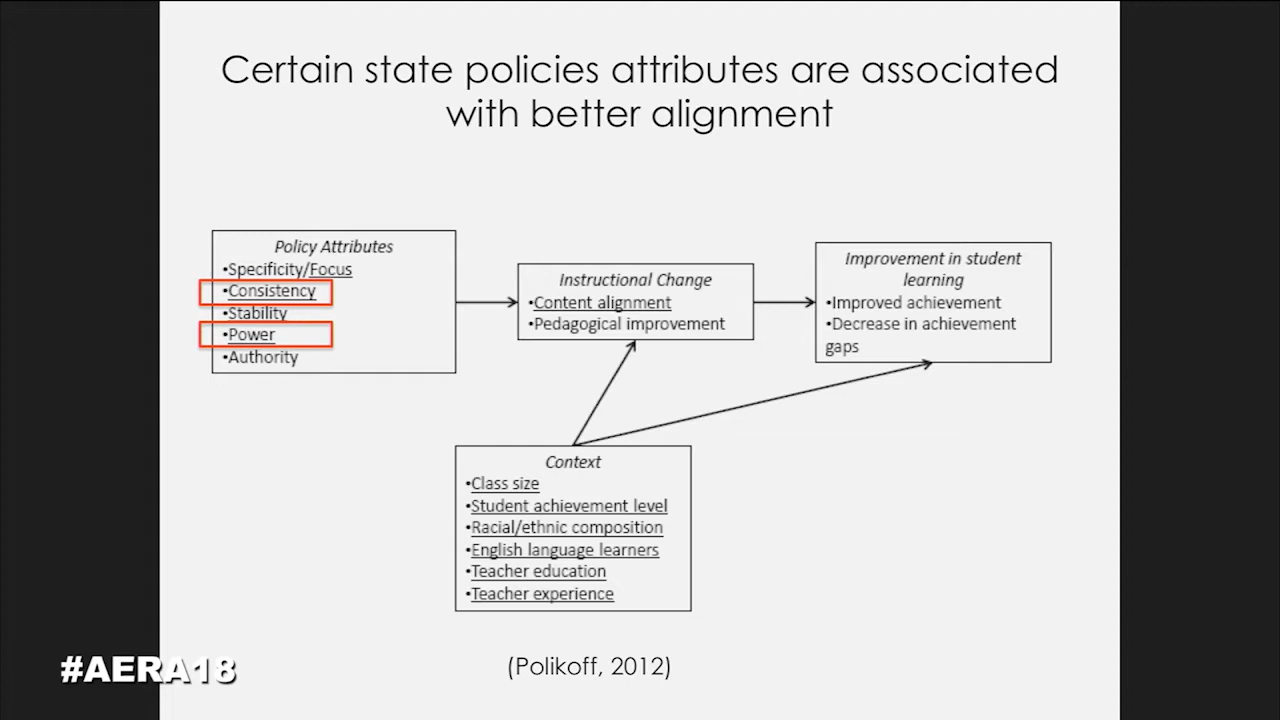 Certain state policies attributes are associated
with better alignment
Policy Attributes
•Specificity/Focus
•Consistency
•Stability
•Power
•Authority
Instructional Change
•Content alignment
•Pedagogical improvement
Improvement in student
learning
•Improved achievement
•Decrease in achievement
gaps
Context
•Class size
•Student achievement level
•Racial/ethnic composition
•English language learners
•Teacher education
•Teacher experience
(Polikoff, 2012)
#AERA18